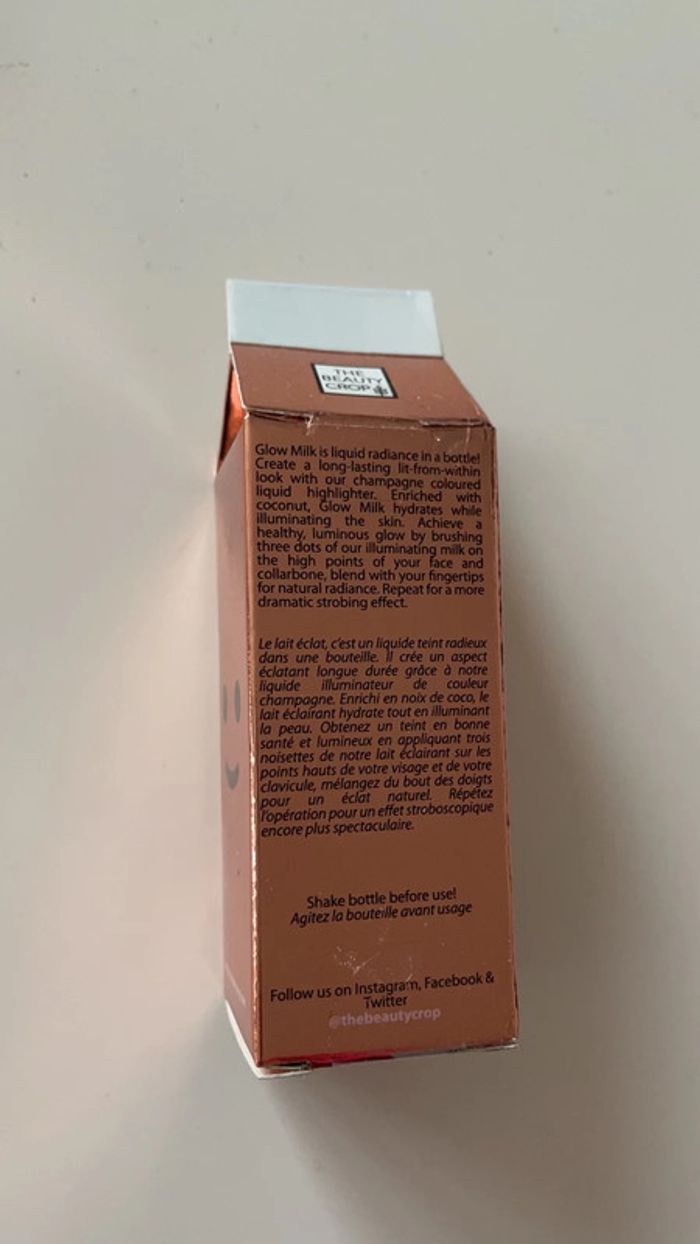 THE
BEAUTY
CROP
Glow Milk is liquid radiance in a bottle!
Create a long-lasting lit-from-within
look with our champagne coloured
liquid highlighter. Enriched with
coconut, Glow Milk hydrates while
illuminating the skin. Achieve a
healthy, luminous glow by brushing
three dots of our illuminating milk on
the high points of your face and
collarbone, blend with your fingertips
for natural radiance. Repeat for a more
dramatic strobing effect.
Le lait éclat, c'est un liquide teint radieux
dans une bouteille. Il crée un aspect
éclatant longue durée grâce à notre
liquide illuminateur de couleur
champagne. Enrichi en noix de coco, le
lait éclairant hydrate tout en illuminant
la peau. Obtenez un teint en bonne
santé et lumineux en appliquant trois
noisettes de notre lait éclairant sur les
points hauts de votre visage et de votre
clavicule, mélangez du bout des doigts
pour un éclat naturel. Répétez
l'opération pour un effet stroboscopique
encore plus spectaculaire.
Shake bottle before use!
Agitez la bouteille avant usage
Follow us on Instagram, Facebook &
Twitter
@thebeautycrop